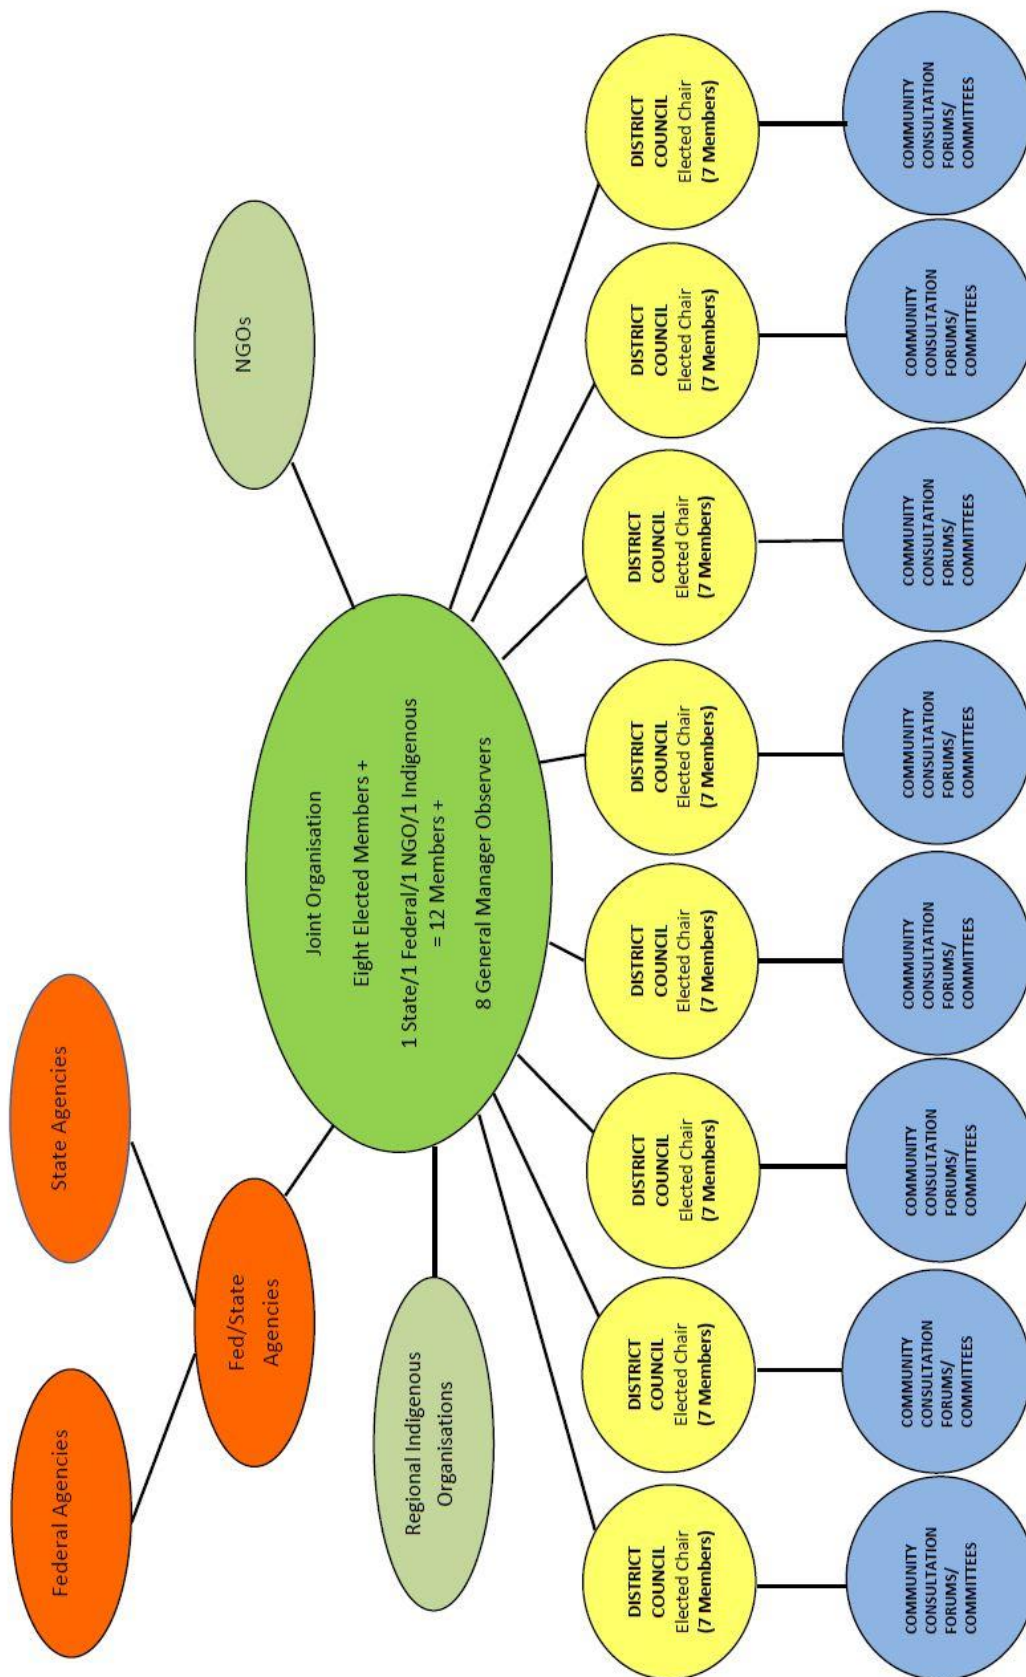 Federal Agencies
State Agencies
Fed/State
Agencies
NGOs
Regional Indigenous
Organisations
Joint Organisation
Eight Elected Members +
1 State/1 Federal/1 NGO/1 Indigenous
= 12 Members +
8 General Manager Observers
DISTRICT
COUNCIL
Elected Chair
(7 Members)
DISTRICT
COUNCIL
Elected Chair
(7 Members)
DISTRICT
COUNCIL
Elected Chair
(7 Members)
DISTRICT
COUNCIL
Elected Chair
(7 Members)
DISTRICT
COUNCIL
Elected Chair
(7 Members)
DISTRICT
COUNCIL
Elected Chair
(7 Members)
DISTRICT
COUNCIL
Elected Chair
(7 Members)
DISTRICT
COUNCIL
Elected Chair
(7 Members)
COMMUNITY
CONSULTATION
FORUMS/
COMMITTEES
COMMUNITY
CONSULTATION
FORUMS/
COMMITTEES
COMMUNITY
CONSULTATION
FORUMS/
COMMITTEES
COMMUNITY
CONSULTATION
FORUMS/
COMMITTEES
COMMUNITY
CONSULTATION
FORUMS/
COMMITTEES
COMMUNITY
CONSULTATION
FORUMS/
COMMITTEES
COMMUNITY
CONSULTATION
FORUMS/
COMMITTEES
COMMUNITY
CONSULTATION
FORUMS/
COMMITTEES